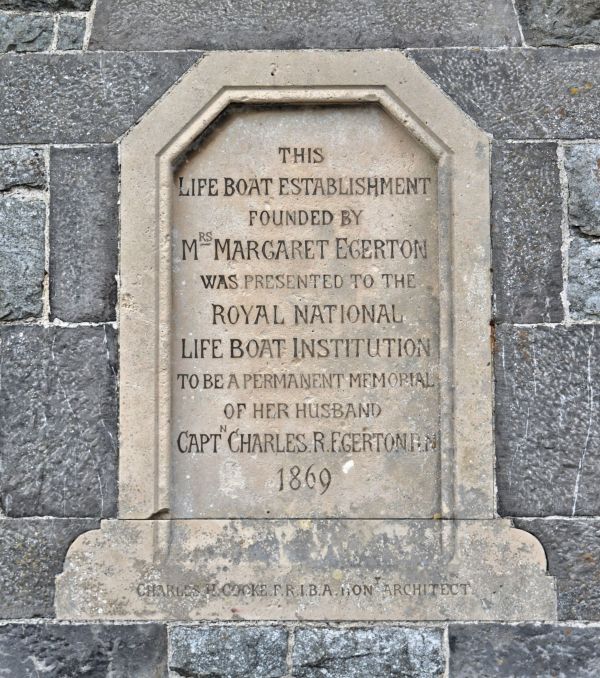 THIS
LIFE BOAT ESTABLISHMENT
FOUNDED BY
MRS MARGARET EGERTON
WAS PRESENTED TO THE
ROYAL NATIONAL
LIFE BOAT INSTITUTION
TO BE A PERMANENT MEMORIAL
OF HER HUSBAND
CAPTN CHARLES. R. EGERTON R.N
1869
CHARLES H. COOKE. F.R.I.B.A. HONY ARCHITECT